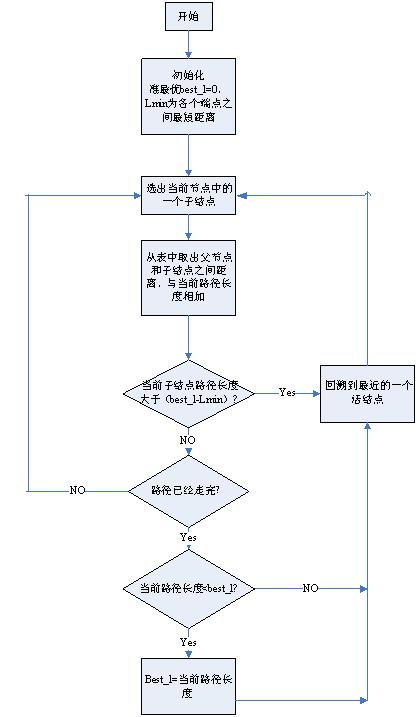 开始
初始化
准最优best_l=0.
Lmin为各个端点之
间最短距离
选出当前节点中的
一个子结点
从表中取出父节点
和子结点之间距
离，与当前路径长
度相加
当前子结点路径长度
大于（best_l-Lmin）？
Yes
回溯到最近的一个
活结点
NO
路径已经走完?
NO
Yes
当前路径长度<best_l?
NO
Yes
Best_l=当前路径长
度